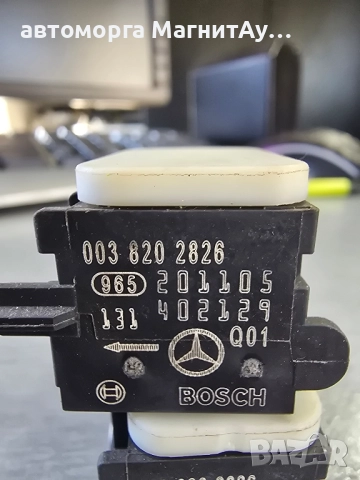 автоморга МагнитАу...
003 820 2826
965 201105
131 402129
Q01
BOSCH
BAZAR